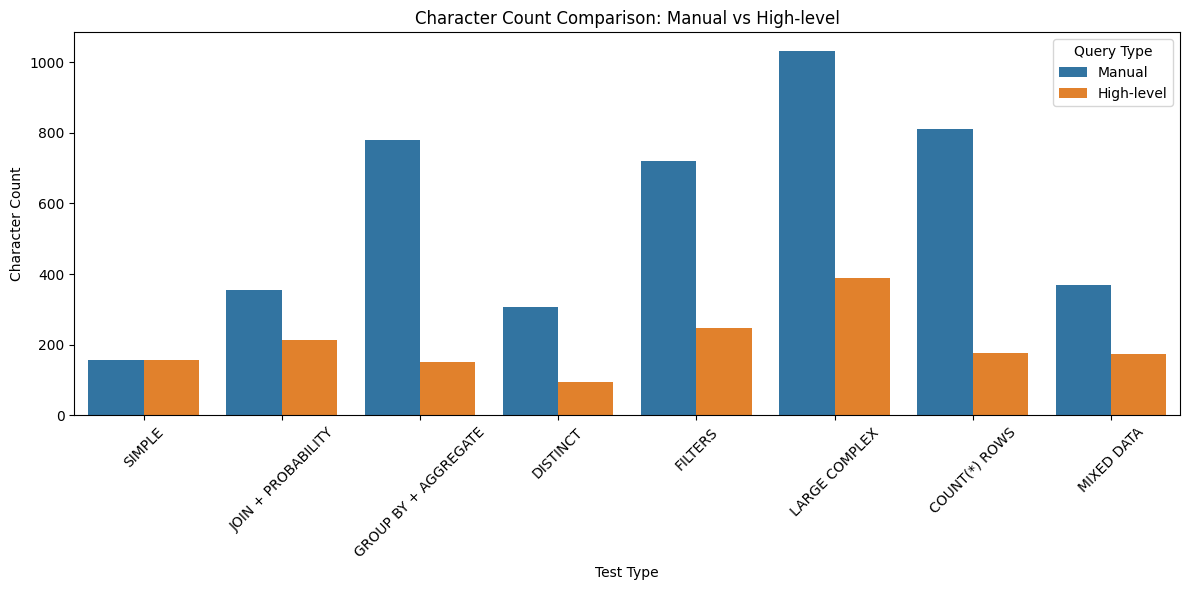 Character Count Comparison: Manual vs High-level
Query Type
Manual
High-level
Character Count
1000
800
600
400
200
0
SIMPLE
JOIN + PROBABILITY
GROUP BY + AGGREGATE
DISTINCT
FILTERS
LARGE COMPLEX
COUNT(*) ROWS
MIXED DATA
Test Type